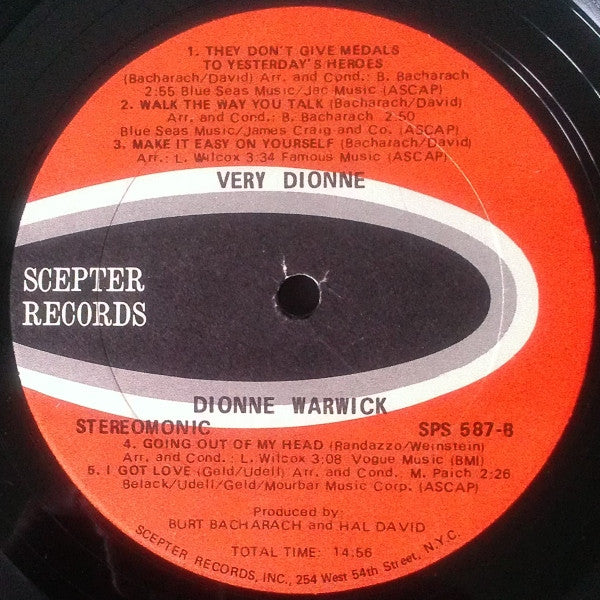 1. THEY DON'T GIVE MEDALS
TO YESTERDAY'S HEROES
(Bacharach/David) Arr. and Cond.: B. Bacharach
2:55 Blue Seas Music/Jac Music (ASCAP)
2. WALK THE WAY YOU TALK (Bacharach/David)
Arr. and Cond.: B. Bacharach 2.50
Blue Seas Music/James Craig and Co. (ASCAP)
3. MAKE IT EASY ON YOURSELF (Bacharach/David)
Arr.: L. Wilcox 3:34 Famous Music (ASCAP)
VERY DIONNE
SCEPTER
RECORDS
DIONNE WARWICK
STEREOMONIC SPS 587-B
4. GOING OUT OF MY HEAD (Randazzo/Weinstein)
Arr. and Cond.: L. Wilcox 3:08 Vogue Music (BMI)
5. I GOT LOVE (Geld/Udell) Arr. and Cond. M. Paich 2:26
Belack/Udell/Geld/Mourbar Music Corp. (ASCAP)
Produced by:
BURT BACHARACH and HAL DAVID
TOTAL TIME: 14:56
SCEPTER RECORDS, INC., 254 West 54th Street, N.Y.C.